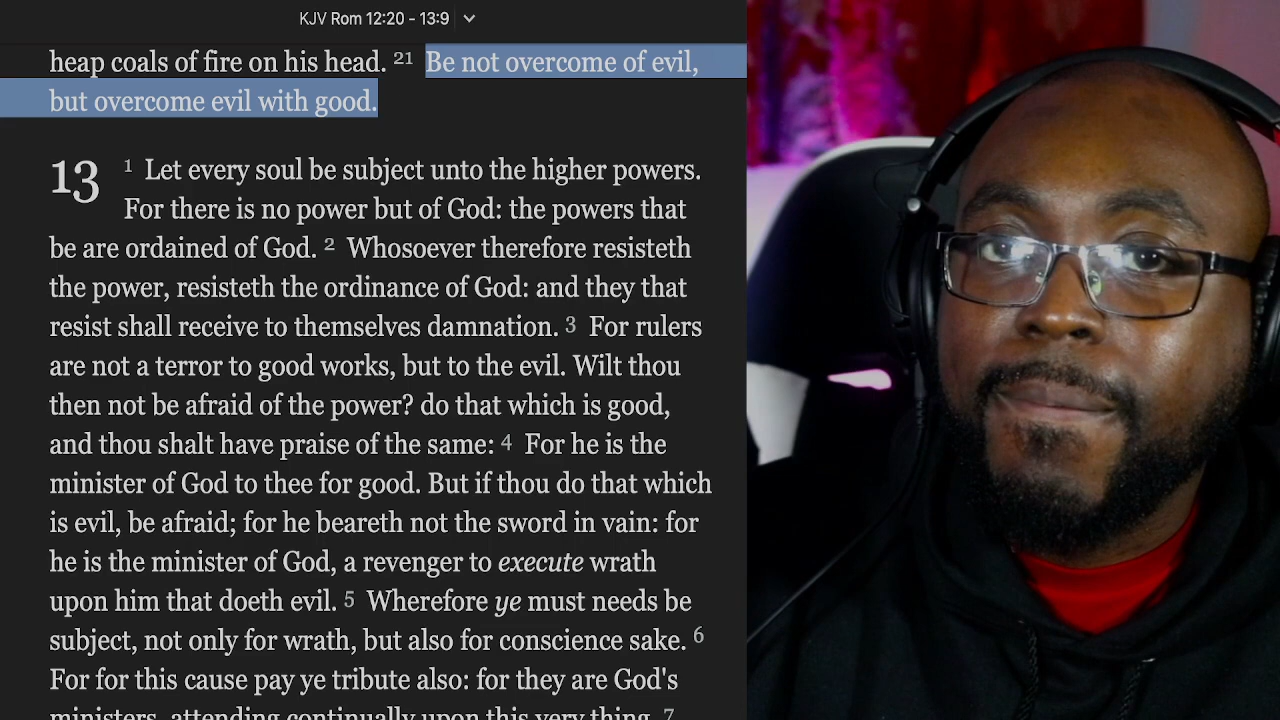 KJV Rom 12:20 - 13:9
heap coals of fire on his head. 21 Be not overcome of evil,
but overcome evil with good.
13 1 Let every soul be subject unto the higher powers.
For there is no power but of God: the powers that
be are ordained of God. 2 Whosoever therefore resisteth
the power, resisteth the ordinance of God: and they that
resist shall receive to themselves damnation. 3 For rulers
are not a terror to good works, but to the evil. Wilt thou
then not be afraid of the power? do that which is good,
and thou shalt have praise of the same: 4 For he is the
minister of God to thee for good. But if thou do that which
is evil, be afraid; for he beareth not the sword in vain: for
he is the minister of God, a revenger to execute wrath
upon him that doeth evil. 5 Wherefore ye must needs be
subject, not only for wrath, but also for conscience sake. 6
For for this cause pay ye tribute also: for they are God's
ministers, attending continually upon this very thing. 7